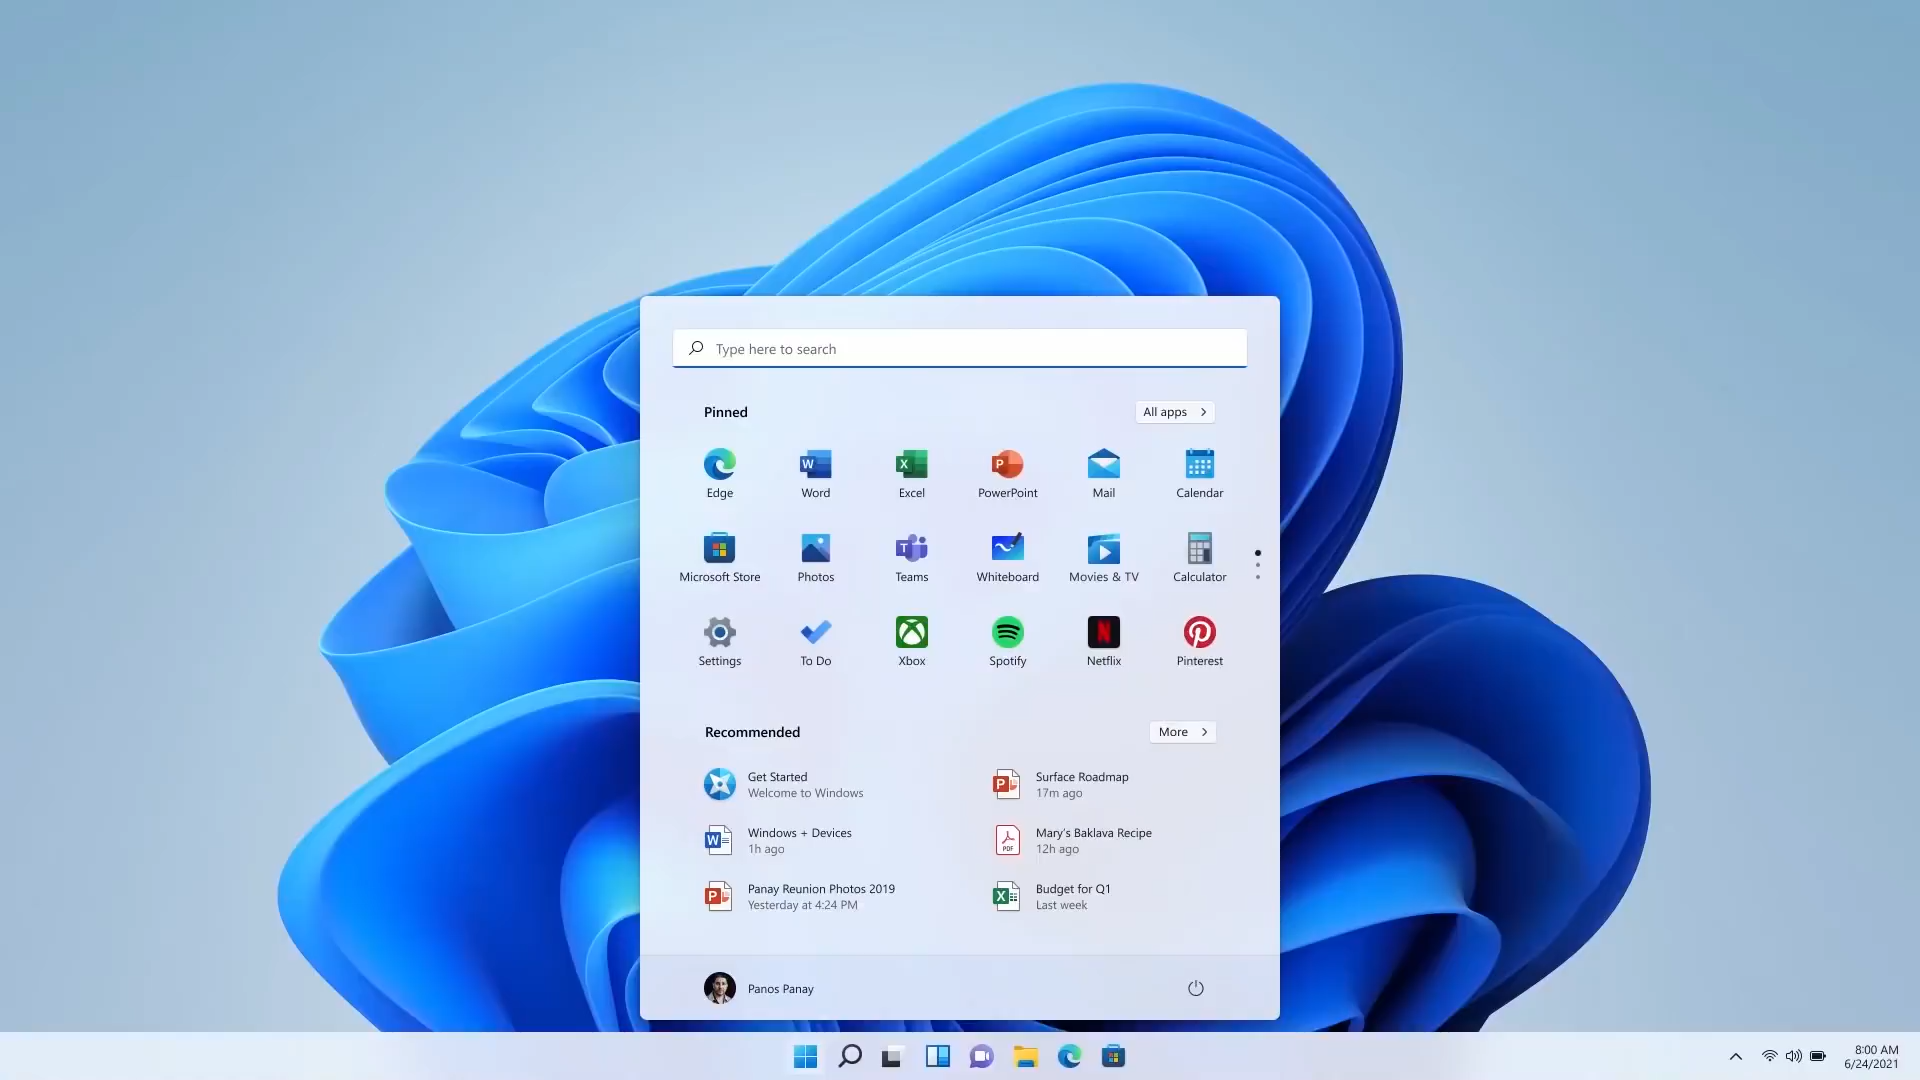 Type here to search
Pinned
All apps
Edge
Word
Excel
PowerPoint
Mail
Calendar
Microsoft Store
Photos
Teams
Whiteboard
Movies & TV
Calculator
Settings
To Do
Xbox
Spotify
Netflix
Pinterest
Recommended
More
Get Started
Welcome to Windows
Surface Roadmap
17m ago
Windows + Devices
1h ago
Mary's Baklava Recipe
12h ago
Panay Reunion Photos 2019
Yesterday at 4:24 PM
Budget for Q1
Last week
Panos Panay
8:00 AM
6/24/2021